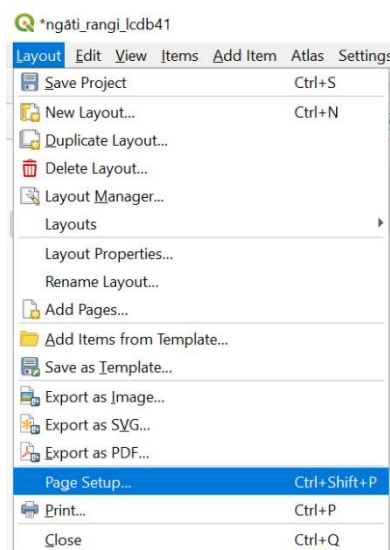 *ngāti_rangi_lcdb41
Layout Edit View Items Add Item Atlas Settings
Save Project Ctrl+S
New Layout... Ctrl+N
Duplicate Layout...
Delete Layout...
Layout Manager...
Layouts
Layout Properties...
Rename Layout...
Add Pages...
Add Items from Template...
Save as Template...
Export as Image...
Export as SVG...
Export as PDF...
Page Setup... Ctrl+Shift+P
Print... Ctrl+P
Close Ctrl+Q